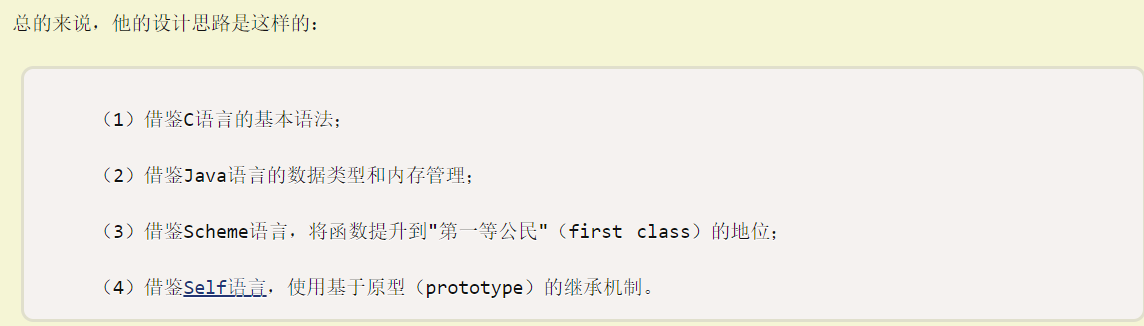 总的来说，他的设计思路是这样的：
（1）借鉴C语言的基本语法；
（2）借鉴Java语言的数据类型和内存管理；
（3）借鉴Scheme语言，将函数提升到"第一等公民"（first class）的地位；
（4）借鉴Self语言，使用基于原型（prototype）的继承机制。